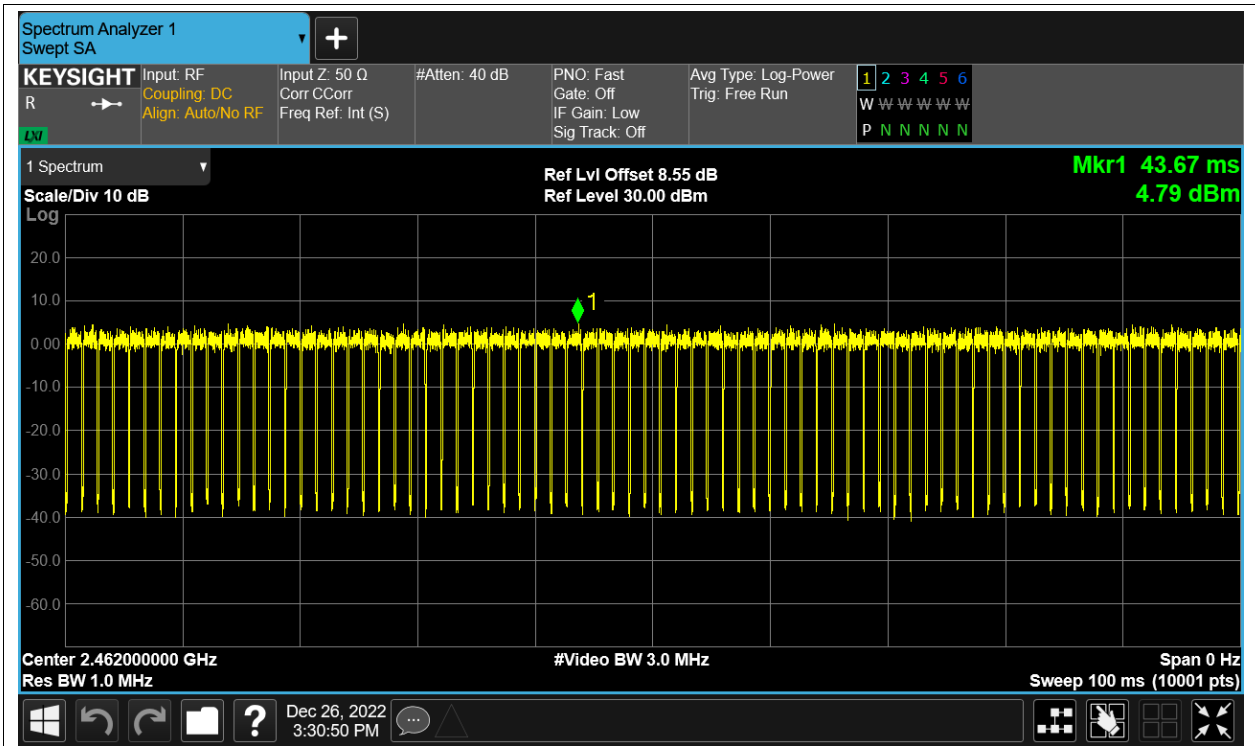 Spectrum Analyzer 1
Swept SA
KEYSIGHT
R
LXI
Input: RF
Coupling: DC
Align: Auto/No RF
Input Z: 50 Ω
Corr CCorr
Freq Ref: Int (S)
#Atten: 40 dB
PNO: Fast
Gate: Off
IF Gain: Low
Sig Track: Off
Avg Type: Log-Power
Trig: Free Run
1 2 3 4 5 6
W W W W W W
P N N N N N
1 Spectrum
Scale/Div 10 dB
Log
Ref Lvl Offset 8.55 dB
Ref Level 30.00 dBm
Mkr1 43.67 ms
4.79 dBm
20.0
10.0
1
0.00
-10.0
-20.0
-30.0
-40.0
-50.0
-60.0
Center 2.462000000 GHz
Res BW 1.0 MHz
#Video BW 3.0 MHz
Span 0 Hz
Sweep 100 ms (10001 pts)
?
Dec 26, 2022
3:30:50 PM